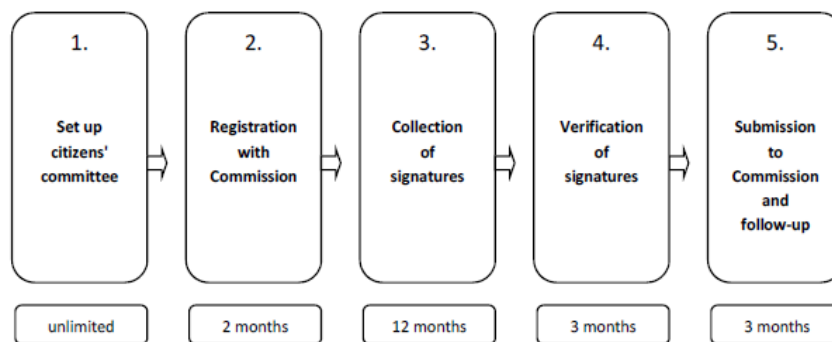 1.
Set up
citizens'
committee
2.
Registration
with
Commission
3.
Collection
of
signatures
4.
Verification
of
signatures
5.
Submission
to
Commission
and
follow-up
unlimited
2 months
12 months
3 months
3 months